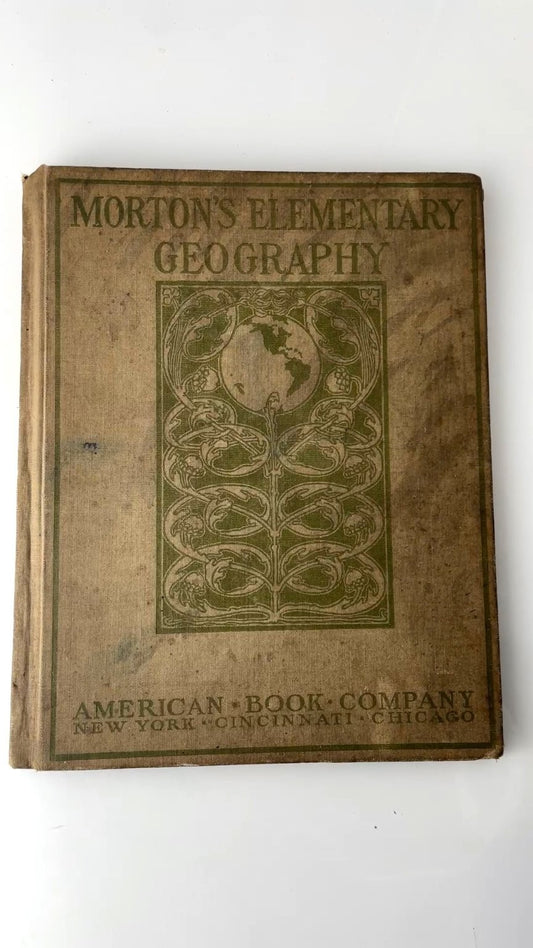 MORTON'S ELEMENTARY
GEOGRAPHY
AMERICAN • BOOK • COMPANY
NEW YORK • CINCINNATI • CHICAGO